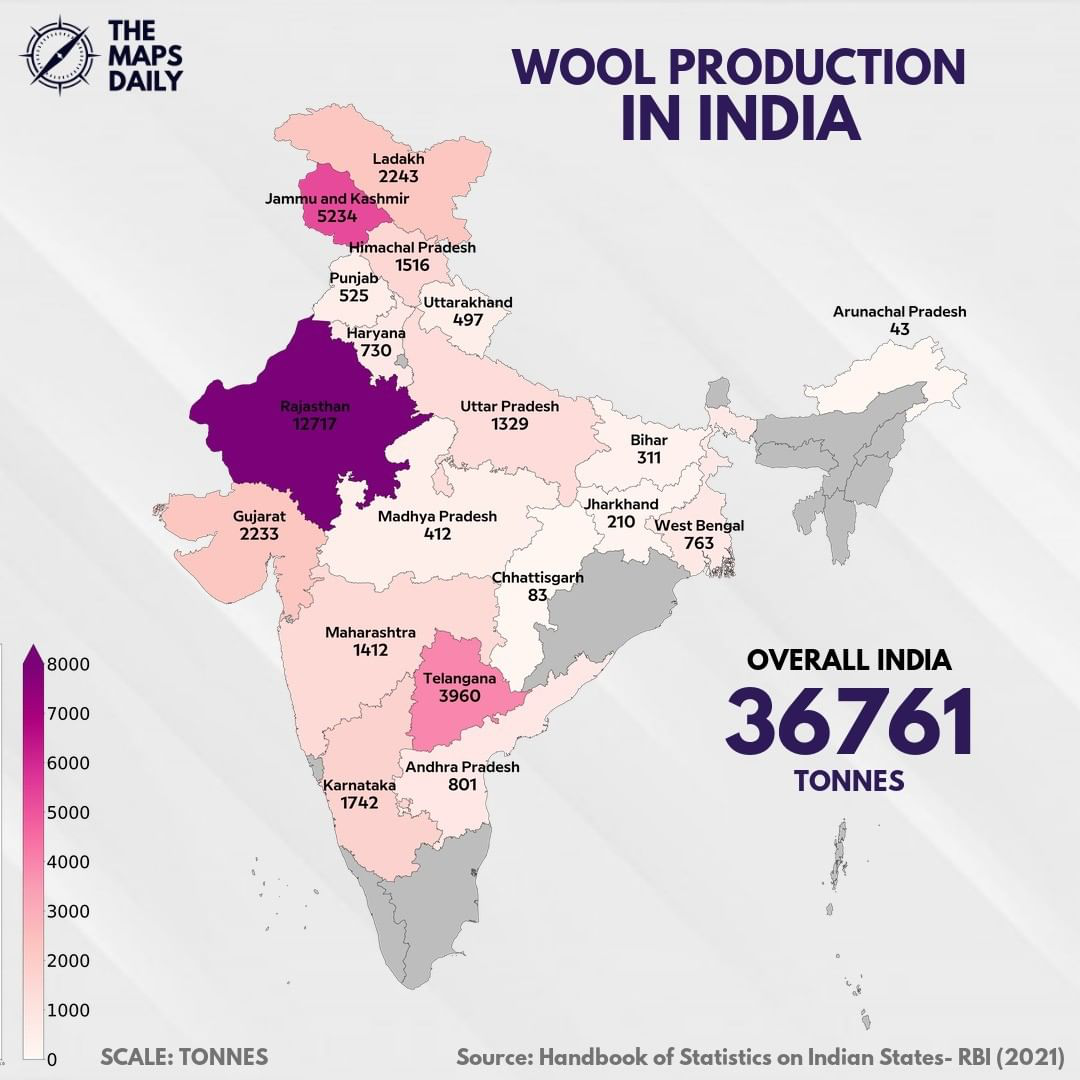 THE
MAPS
DAILY
WOOL PRODUCTION
IN INDIA
Ladakh
2243
Jammu and Kashmir
5234
Himachal Pradesh
1516
Punjab
525
Uttarakhand
497
Haryana
730
Arunachal Pradesh
43
Rajasthan
12717
Uttar Pradesh
1329
Bihar
311
Jharkhand
210
West Bengal
763
Gujarat
2233
Madhya Pradesh
412
Chhattisgarh
83
Maharashtra
1412
Telangana
3960
Andhra Pradesh
801
Karnataka
1742
OVERALL INDIA
36761
TONNES
8000
7000
6000
5000
4000
3000
2000
1000
0
SCALE: TONNES
Source: Handbook of Statistics on Indian States- RBI (2021)